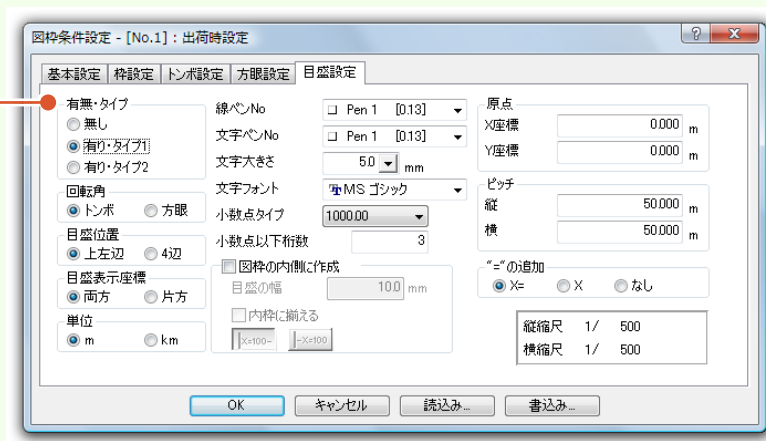 図枠条件設定 - [No.1] : 出荷時設定
基本設定 枠設定 トンボ設定 方眼設定 目盛設定
有無・タイプ
無し
有り・タイプ1
有り・タイプ2
回転角
トンボ 方眼
目盛位置
上左辺 4辺
目盛表示座標
両方 片方
単位
m km
線ペンNo Pen 1 [0.13]
文字ペンNo Pen 1 [0.13]
文字大きさ 5.0 mm
文字フォント MS ゴシック
小数点タイプ 1000.00
小数点以下桁数 3
図枠の内側に作成
目盛の幅 10.0 mm
内枠に揃える
X=100- -X=100
原点
X座標 0.000 m
Y座標 0.000 m
ピッチ
縦 50.000 m
横 50.000 m
"="の追加
X= X なし
縦縮尺 1/ 500
横縮尺 1/ 500
OK キャンセル 読込み... 書込み...